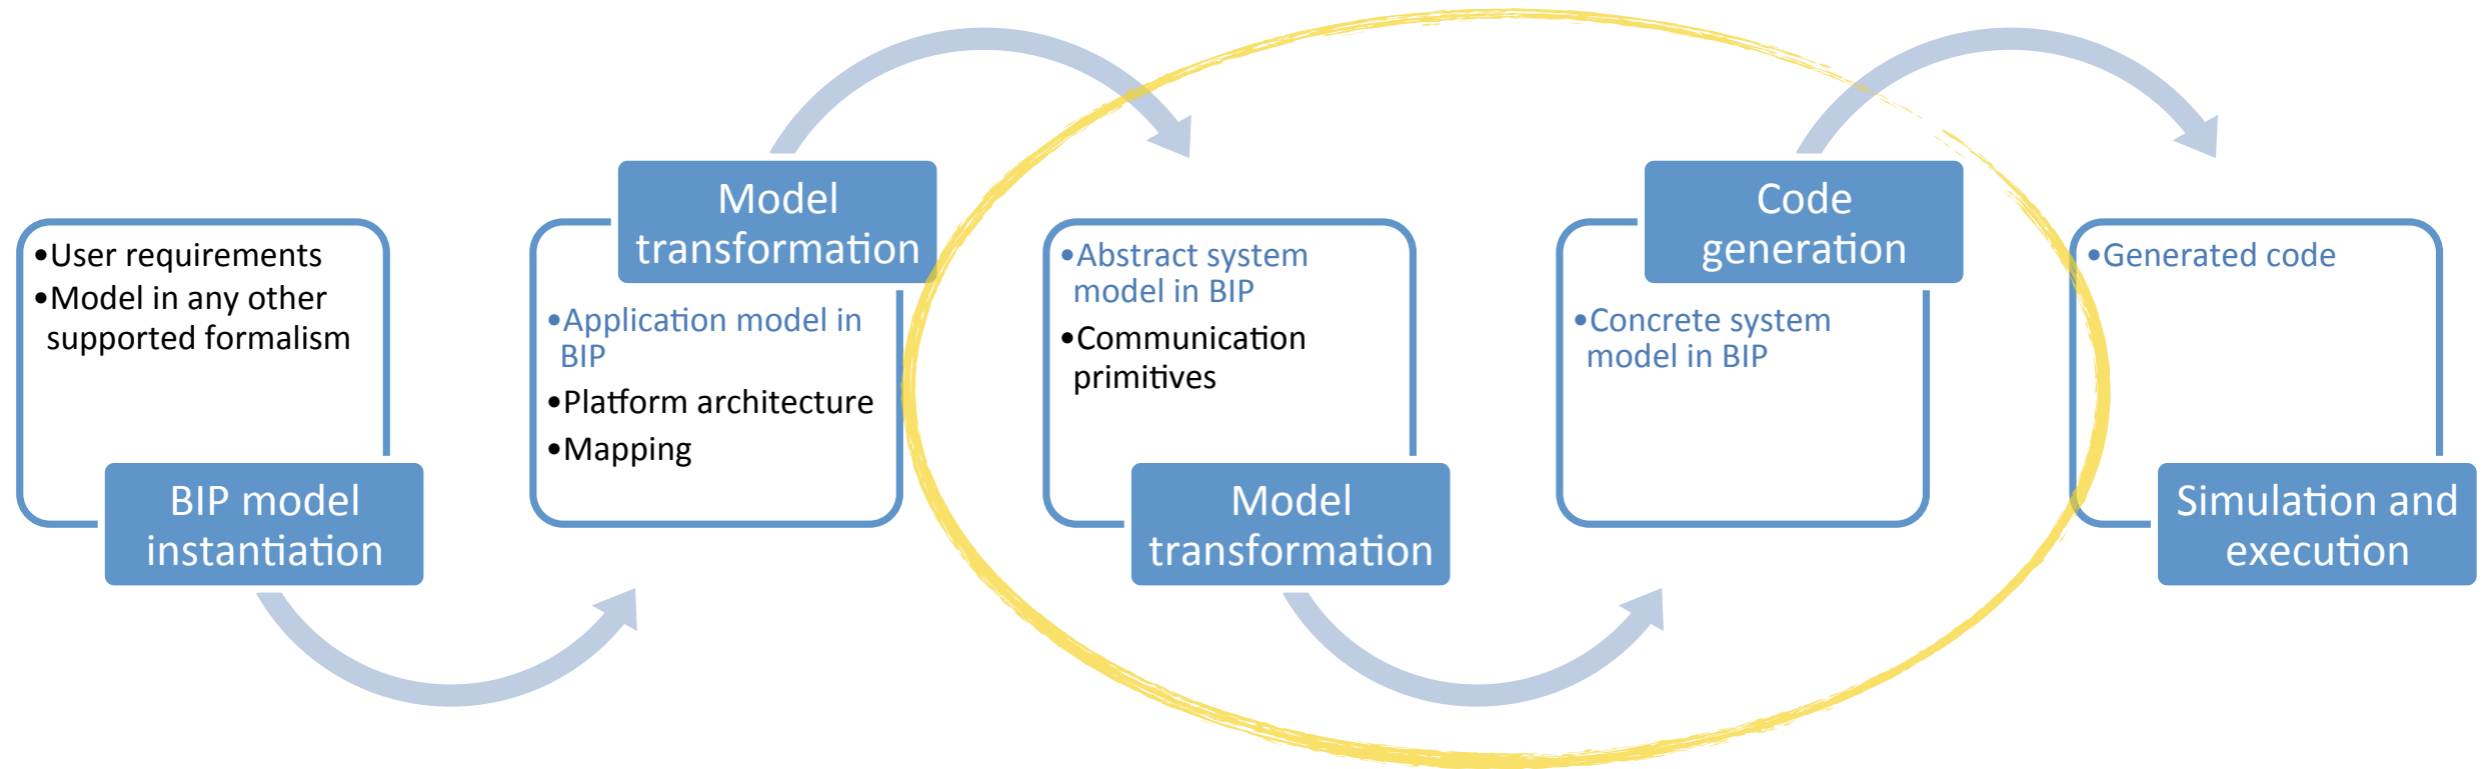 •User requirements
•Model in any other
supported formalism
BIP model
instantiation
Model
transformation
•Application model in
BIP
•Platform architecture
•Mapping
•Abstract system
model in BIP
•Communication
primitives
Model
transformation
Code
generation
•Concrete system
model in BIP
•Generated code
Simulation and
execution